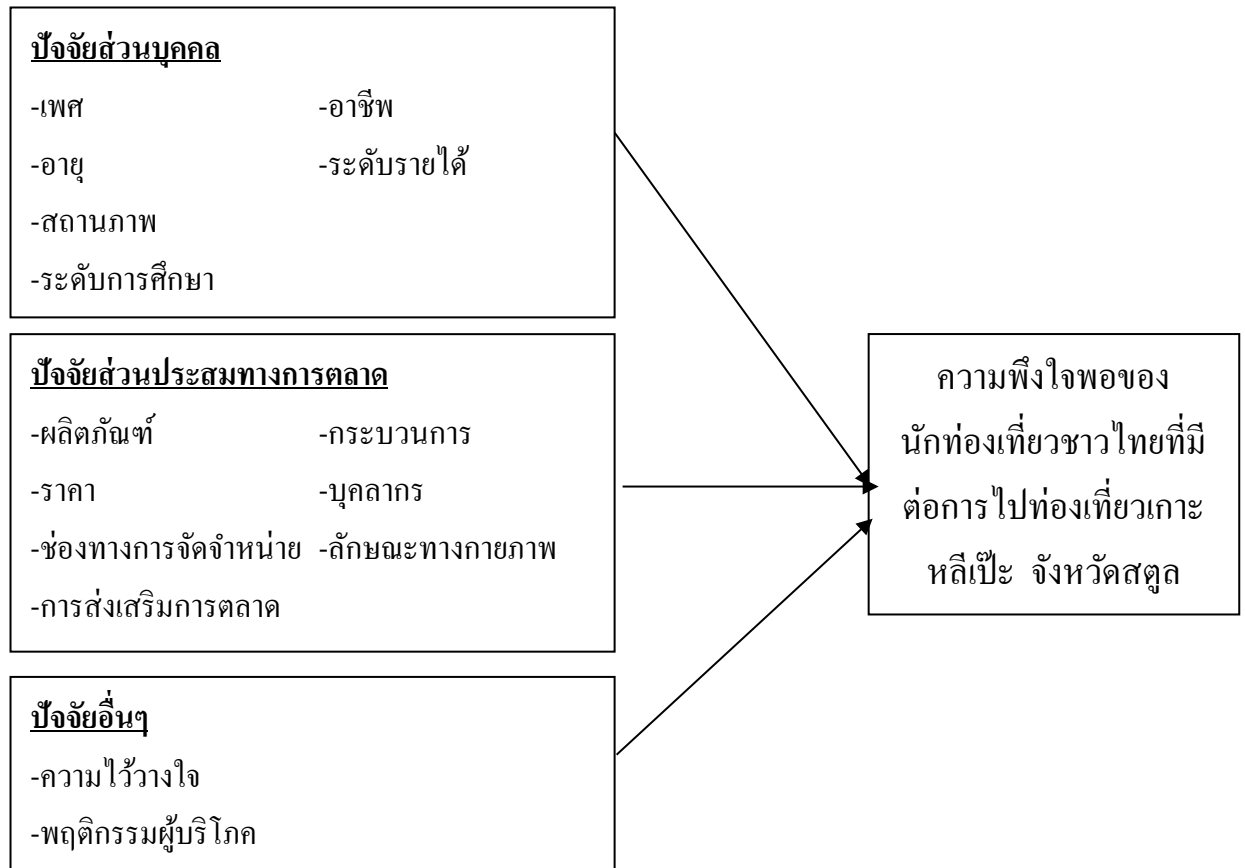 ปัจจัยส่วนบุคคล
-เพศ -อาชีพ
-อายุ -ระดับรายได้
-สถานภาพ
-ระดับการศึกษา
ปัจจัยส่วนประสมทางการตลาด
-ผลิตภัณฑ์ -กระบวนการ
-ราคา -บุคลากร
-ช่องทางการจัดจำหน่าย -ลักษณะทางกายภาพ
-การส่งเสริมการตลาด
ปัจจัยอื่นๆ
-ความไว้วางใจ
-พฤติกรรมผู้บริโภค
ความพึงใจพอของ
นักท่องเที่ยวชาวไทยที่มี
ต่อการไปท่องเที่ยวเกาะ
หลีเป๊ะ จังหวัดสตูล